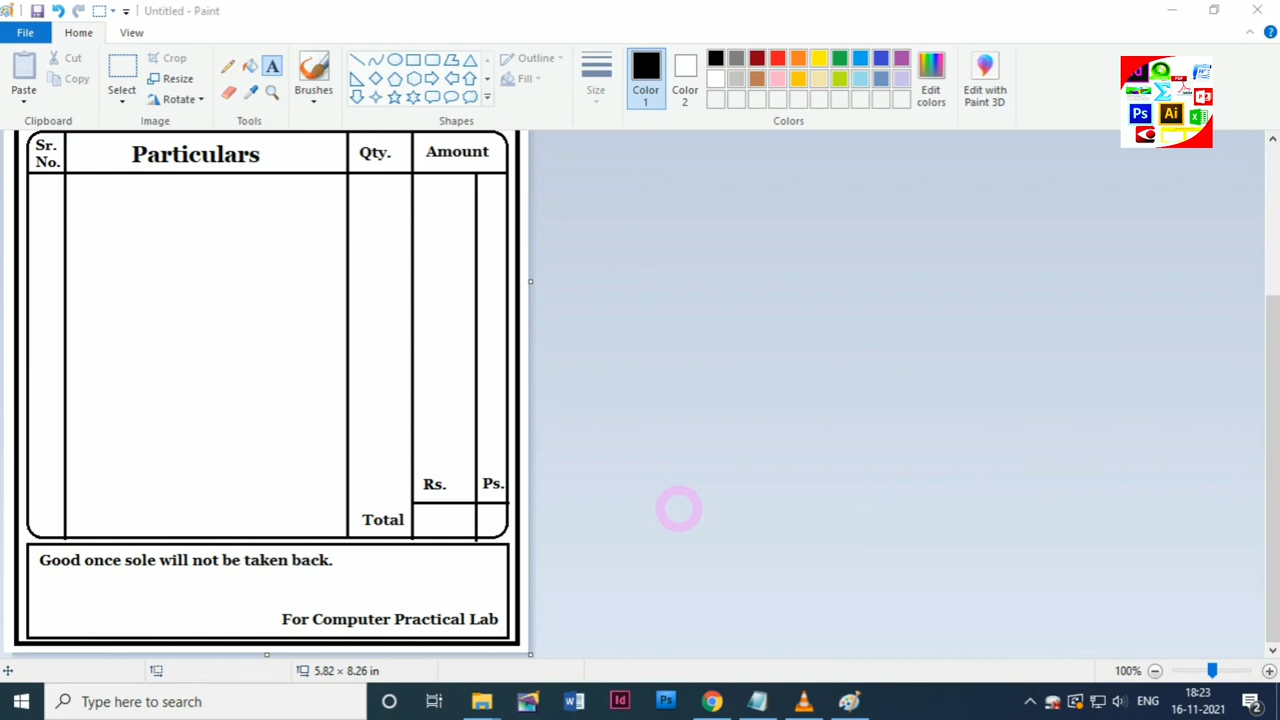 Untitled - Paint
File
Home
View
Paste
Cut
Copy
Clipboard
Select
Crop
Resize
Rotate
Image
A
Tools
Brushes
Outline
Fill
Shapes
Size
Color 1
Color 2
Edit colors
Edit with Paint 3D
Colors
Ps
Ai
Sr. No.
Particulars
Qty.
Amount
Rs.
Ps.
Total
Good once sole will not be taken back.
For Computer Practical Lab
5.82 × 8.26 in
100%
Type here to search
ENG
18:23
16-11-2021
2